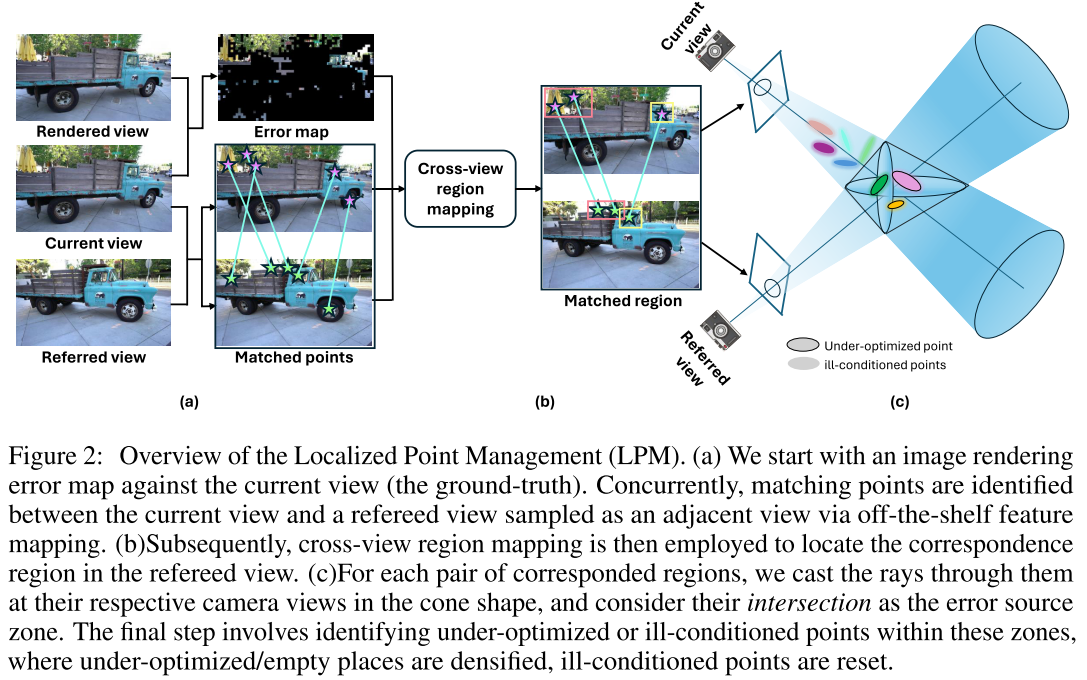 Rendered view
Error map
Current view
Referred view
Matched points
Cross-view
region
mapping
Matched region
Current
view
Referred
view
Under-optimized point
ill-conditioned points
(a)
(b)
(c)
Figure 2: Overview of the Localized Point Management (LPM). (a) We start with an image rendering
error map against the current view (the ground-truth). Concurrently, matching points are identified
between the current view and a refereed view sampled as an adjacent view via off-the-shelf feature
mapping. (b)Subsequently, cross-view region mapping is then employed to locate the correspondence
region in the refereed view. (c)For each pair of corresponded regions, we cast the rays through them
at their respective camera views in the cone shape, and consider their intersection as the error source
zone. The final step involves identifying under-optimized or ill-conditioned points within these zones,
where under-optimized/empty places are densified, ill-conditioned points are reset.